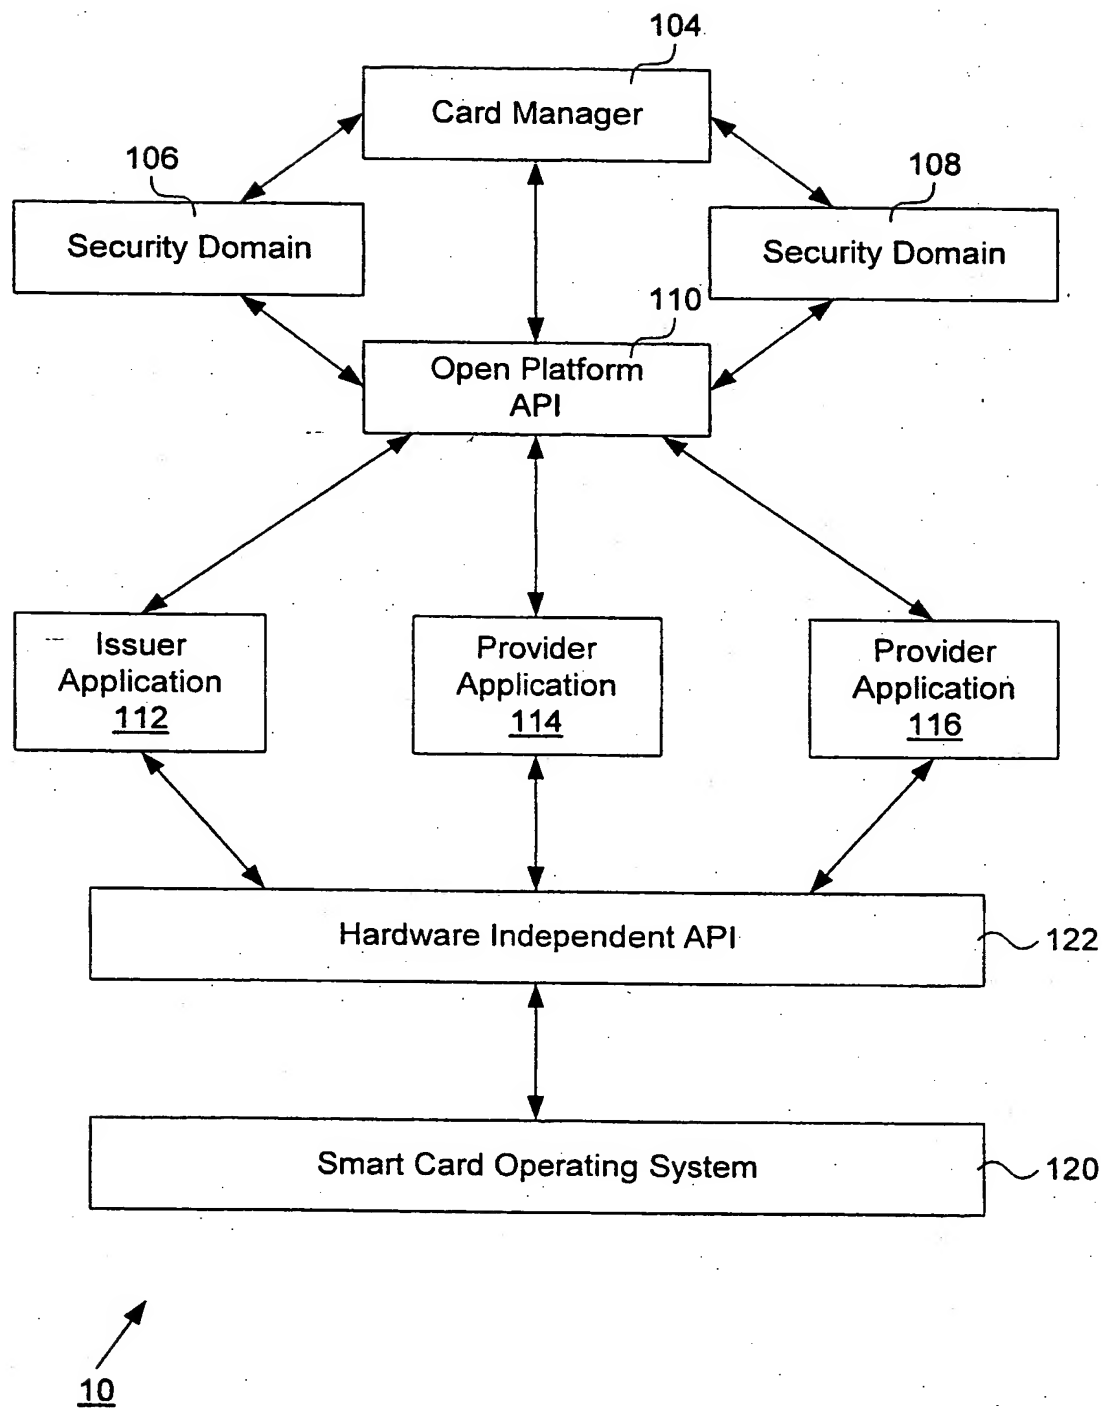 104
Card Manager
106
108
Security Domain
Security Domain
110
Open Platform
API
Issuer
Application
112
Provider
Application
114
Provider
Application
116
Hardware Independent API
122
Smart Card Operating System
120
10